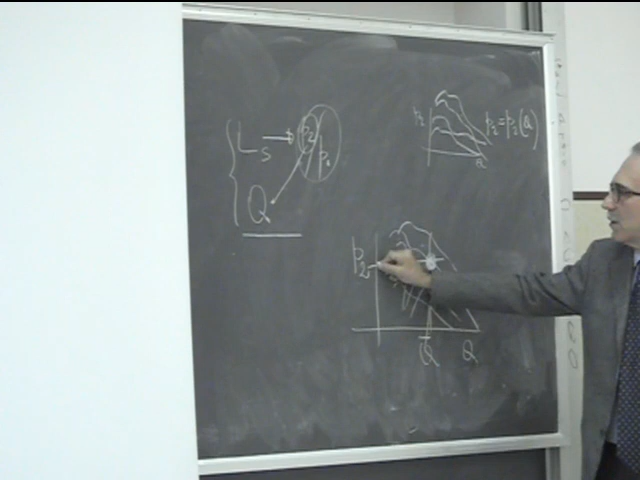 L_s → p_2
p_1
Q
p_2
p_2 = p_2(Q)
Q
p_2
Q̄ Q